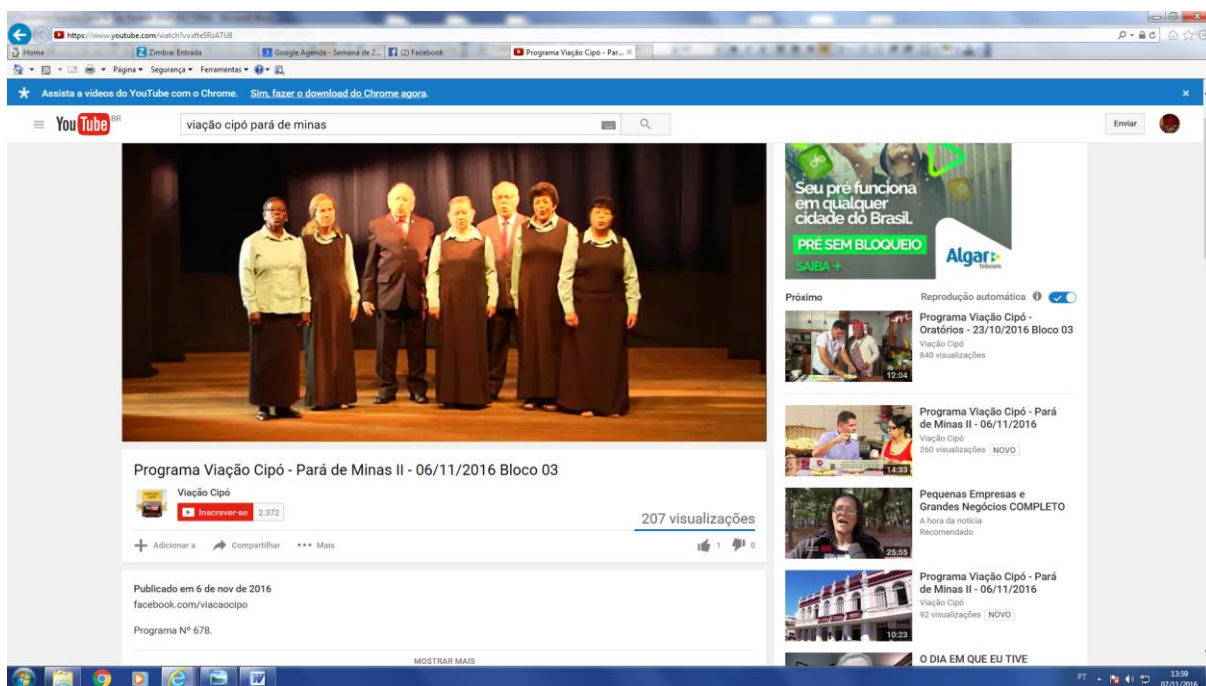 https://www.youtube.com/watch?v=xfte5RsATU8
Home
Zimbra: Entrada
Google Agenda - Semana de 2...
(2) Facebook
Programa Viação Cipó - Par...
Página
Segurança
Ferramentas
Assista a vídeos do YouTube com o Chrome. Sim, fazer o download do Chrome agora.
YouTube BR
viação cipó pará de minas
Enviar
Seu pré funciona
em qualquer
cidade do Brasil.
PRÉ SEM BLOQUEIO
SAIBA +
Algar
telecom
Programa Viação Cipó - Pará de Minas II - 06/11/2016 Bloco 03
Viação Cipó
Inscrever-se 2.372
207 visualizações
Adicionar a
Compartilhar
Mais
1
0
Publicado em 6 de nov de 2016
facebook.com/viacaocipo
Programa Nº 678.
MOSTRAR MAIS
Próximo
Reprodução automática
Programa Viação Cipó -
Oratórios - 23/10/2016 Bloco 03
Viação Cipó
840 visualizações
12:04
Programa Viação Cipó - Pará
de Minas II - 06/11/2016
Viação Cipó
260 visualizações NOVO
14:33
Pequenas Empresas e
Grandes Negócios COMPLETO
A hora da notícia
Recomendado
25:55
Programa Viação Cipó - Pará
de Minas II - 06/11/2016
Viação Cipó
92 visualizações NOVO
10:23
O DIA EM QUE EU TIVE
PT
13:59
07/11/2016